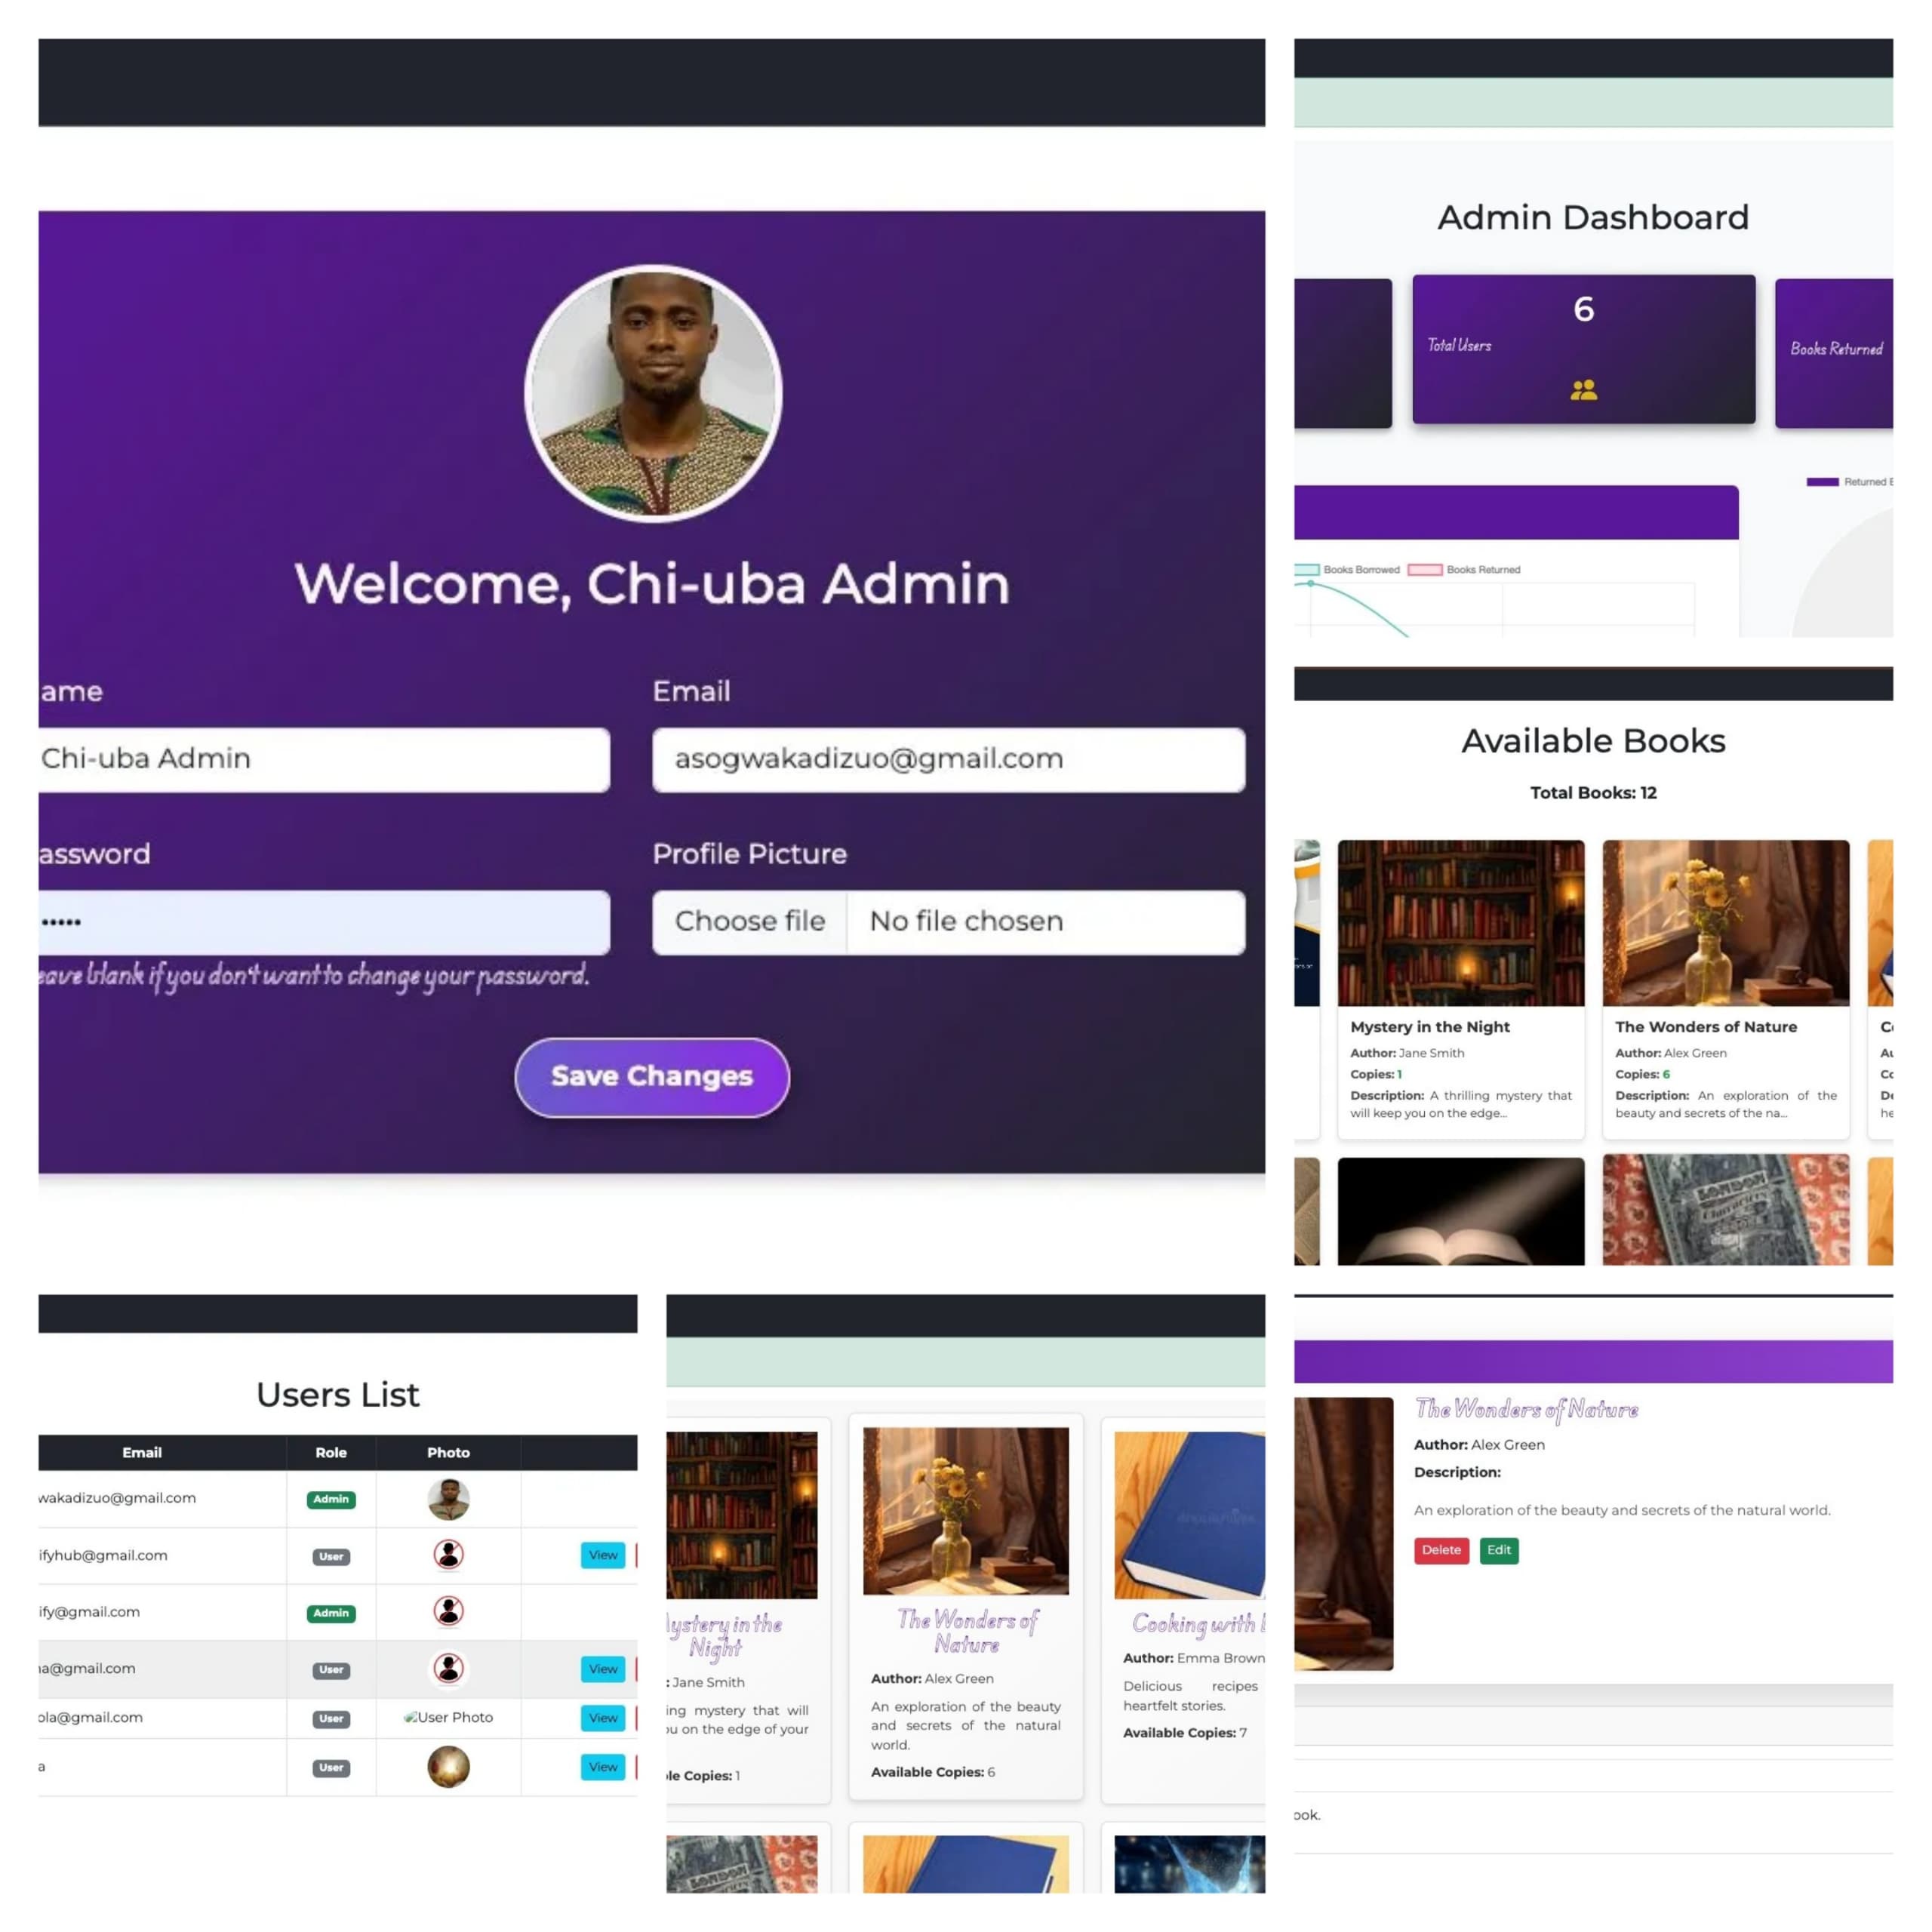 Welcome, Chi-uba Admin
ame
Email
Chi-uba Admin
asogwakadizuo@gmail.com
assword
Profile Picture
•••••
Choose file
No file chosen
eave blank if you don't want to change your password.
Save Changes
Admin Dashboard
6
Total Users
Books Returned
Returned
Books Borrowed
Books Returned
Available Books
Total Books: 12
Mystery in the Night
Author: Jane Smith
Copies: 1
Description: A thrilling mystery that
will keep you on the edge...
The Wonders of Nature
Author: Alex Green
Copies: 6
Description: An exploration of the
beauty and secrets of the na...
LONDON
Characters
Users List
Email
Role
Photo
wakadizuo@gmail.com
Admin
ifyhub@gmail.com
User
View
ify@gmail.com
Admin
a@gmail.com
User
View
ola@gmail.com
User
User Photo
View
a
User
View
ystery in the
Night
: Jane Smith
ing mystery that will
u on the edge of your
le Copies: 1
The Wonders of
Nature
Author: Alex Green
An exploration of the beauty
and secrets of the natural
world.
Available Copies: 6
Cooking with
Author: Emma Brown
Delicious recipes
heartfelt stories.
Available Copies: 7
LONDON
The Wonders of Nature
Author: Alex Green
Description:
An exploration of the beauty and secrets of the natural world.
Delete
Edit
ook.